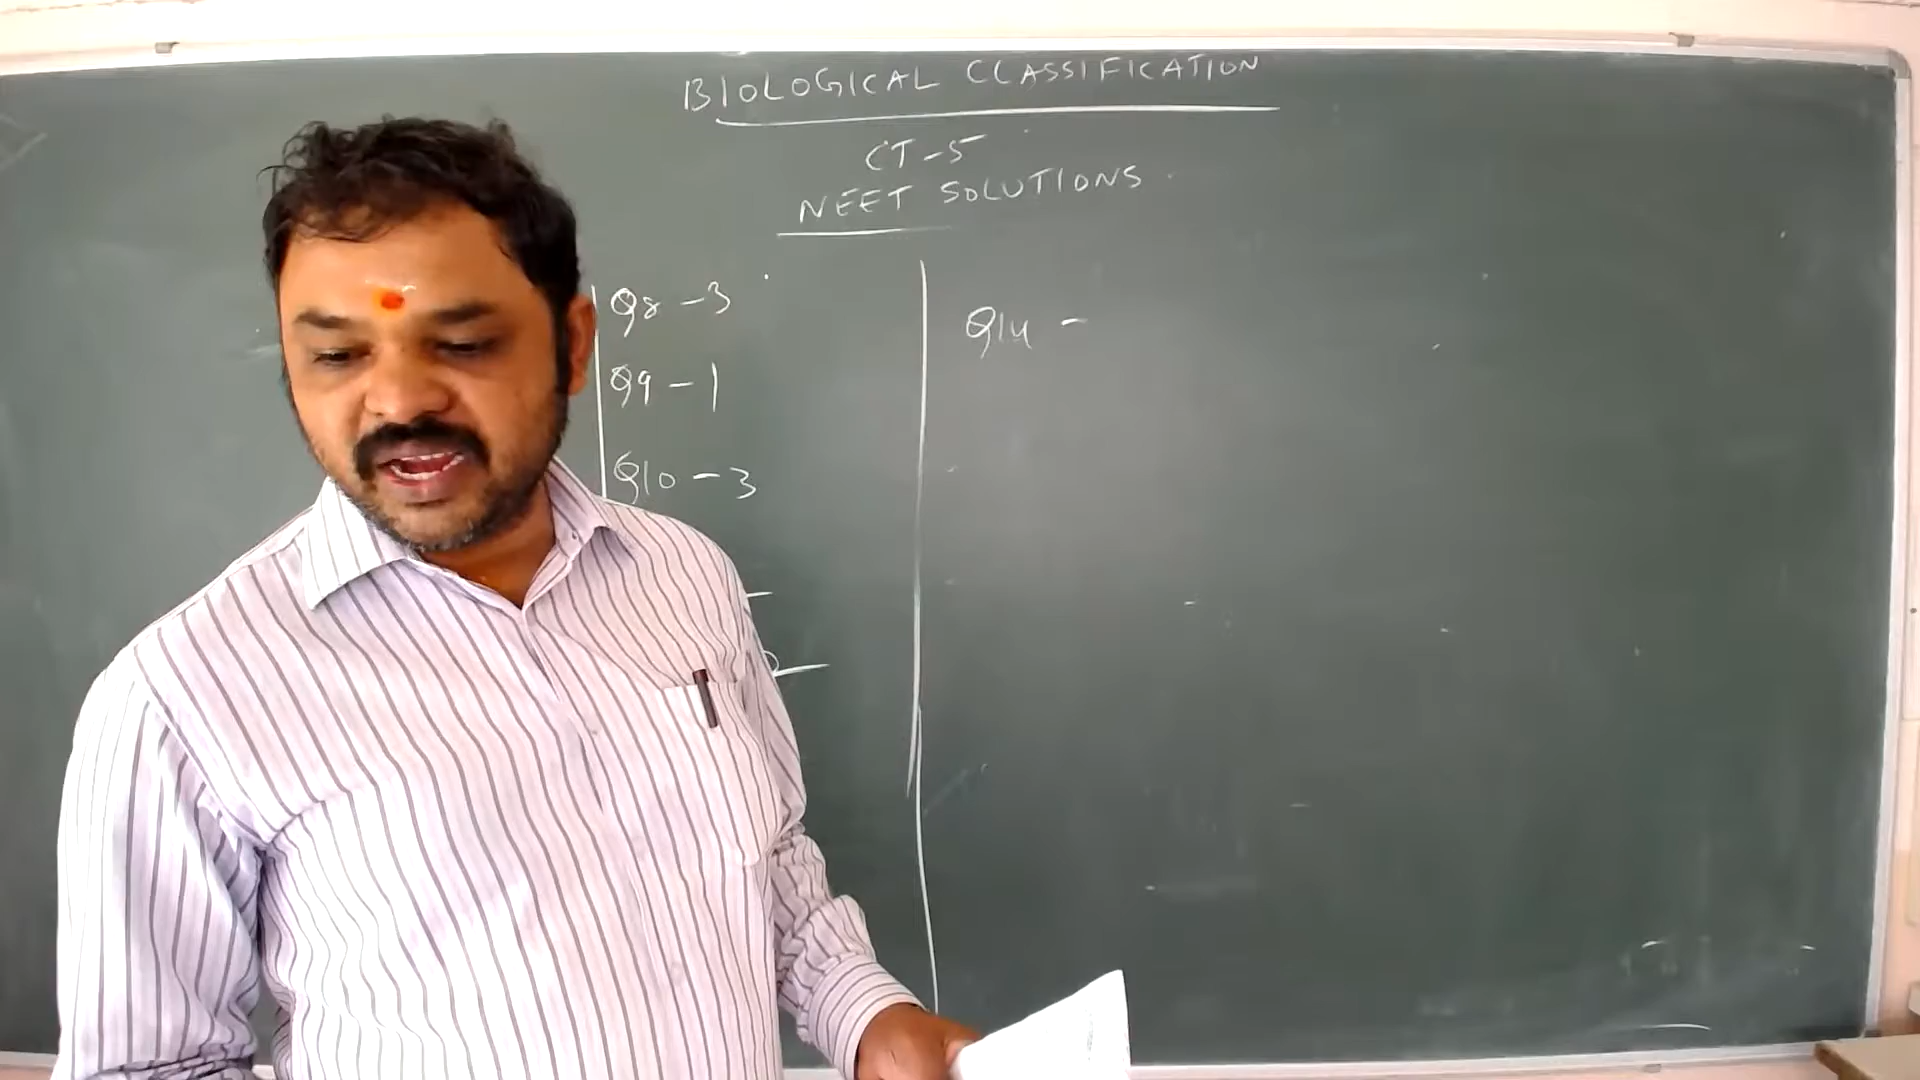 BIOLOGICAL CLASSIFICATION
CT-5
NEET SOLUTIONS
Q8 - 3
Q9 - 1
Q10 - 3
Q14 -